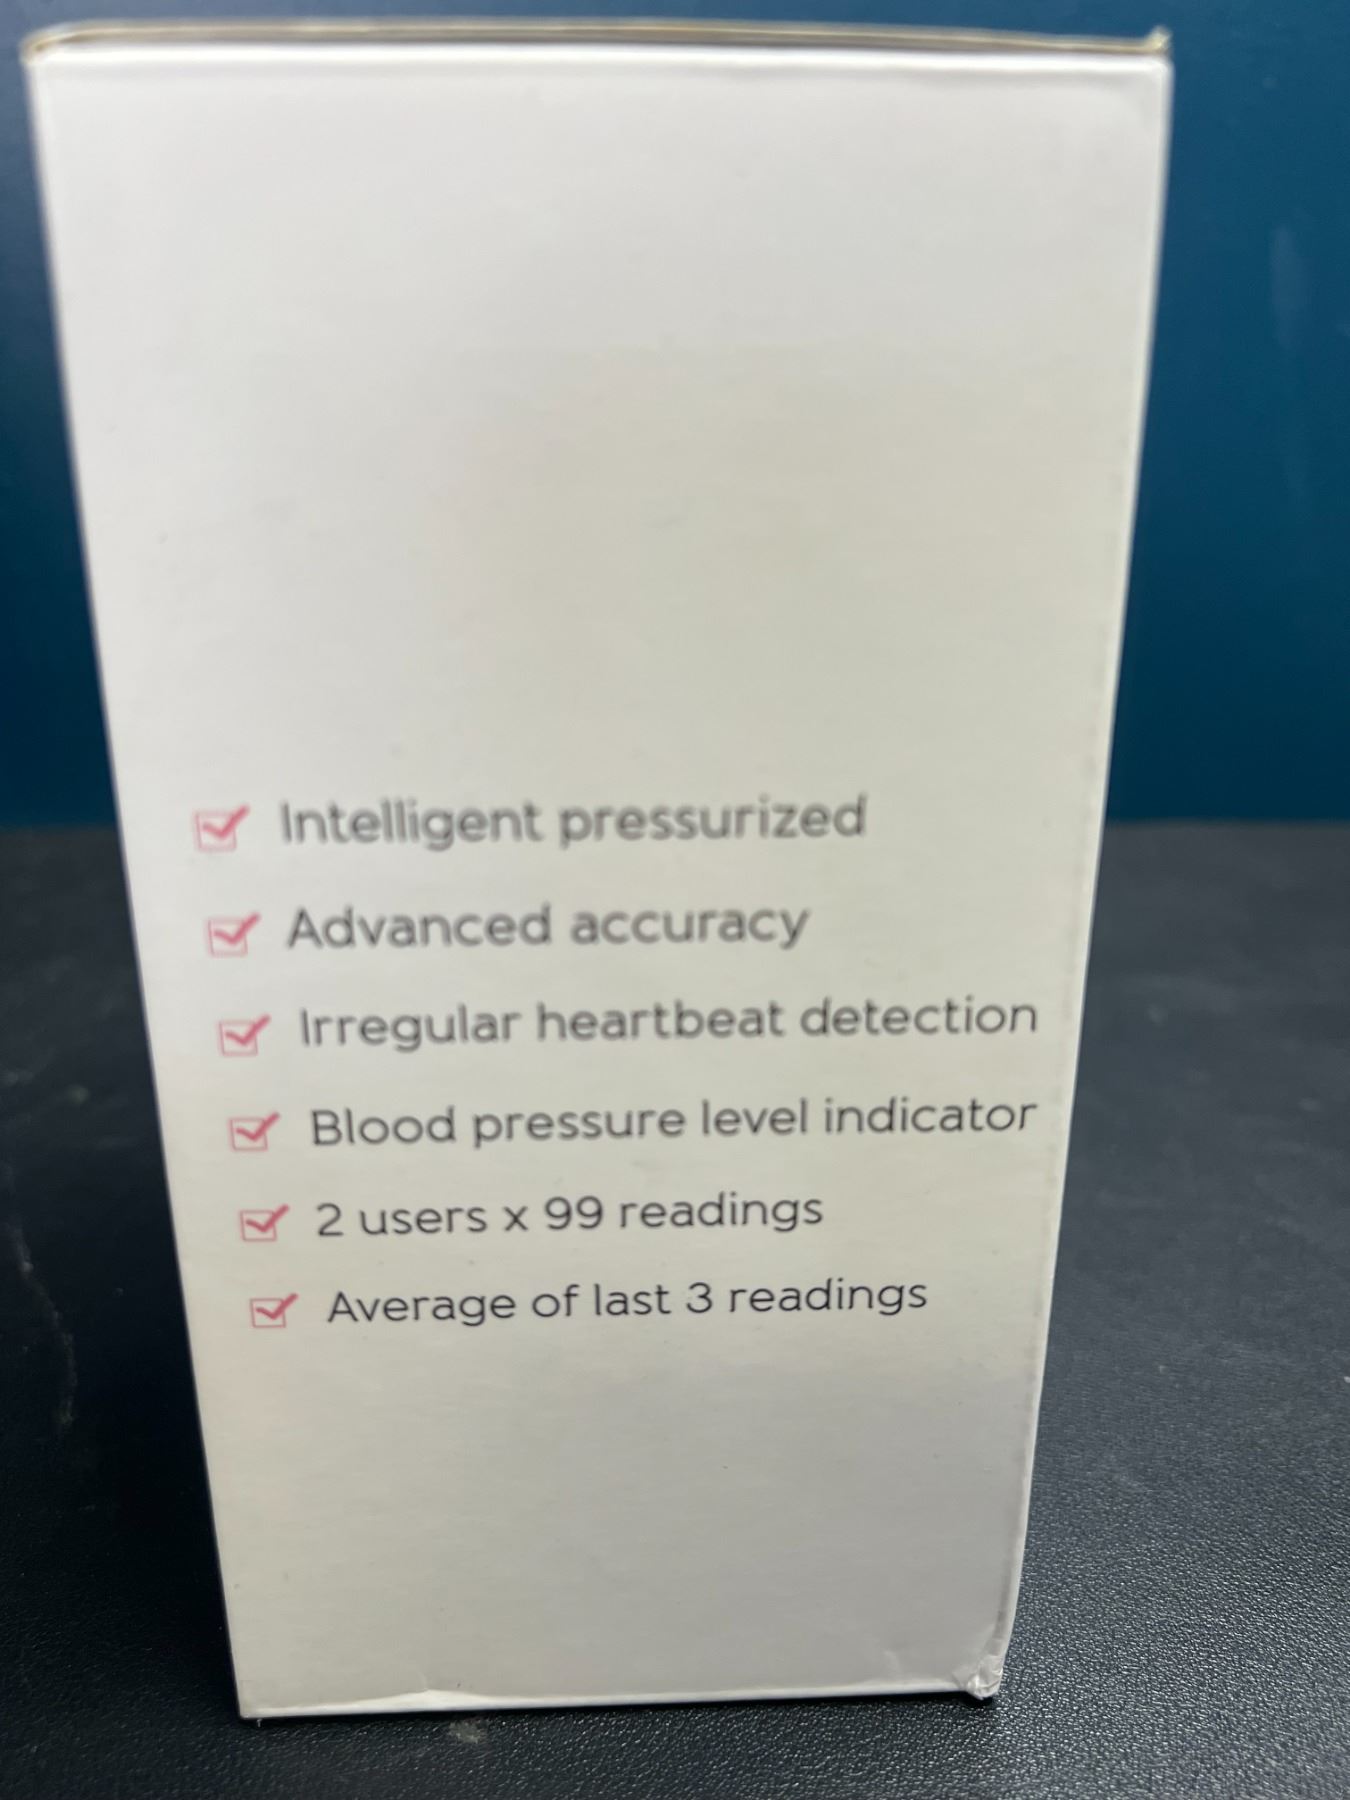 Intelligent pressurized
Advanced accuracy
Irregular heartbeat detection
Blood pressure level indicator
2 users x 99 readings
Average of last 3 readings